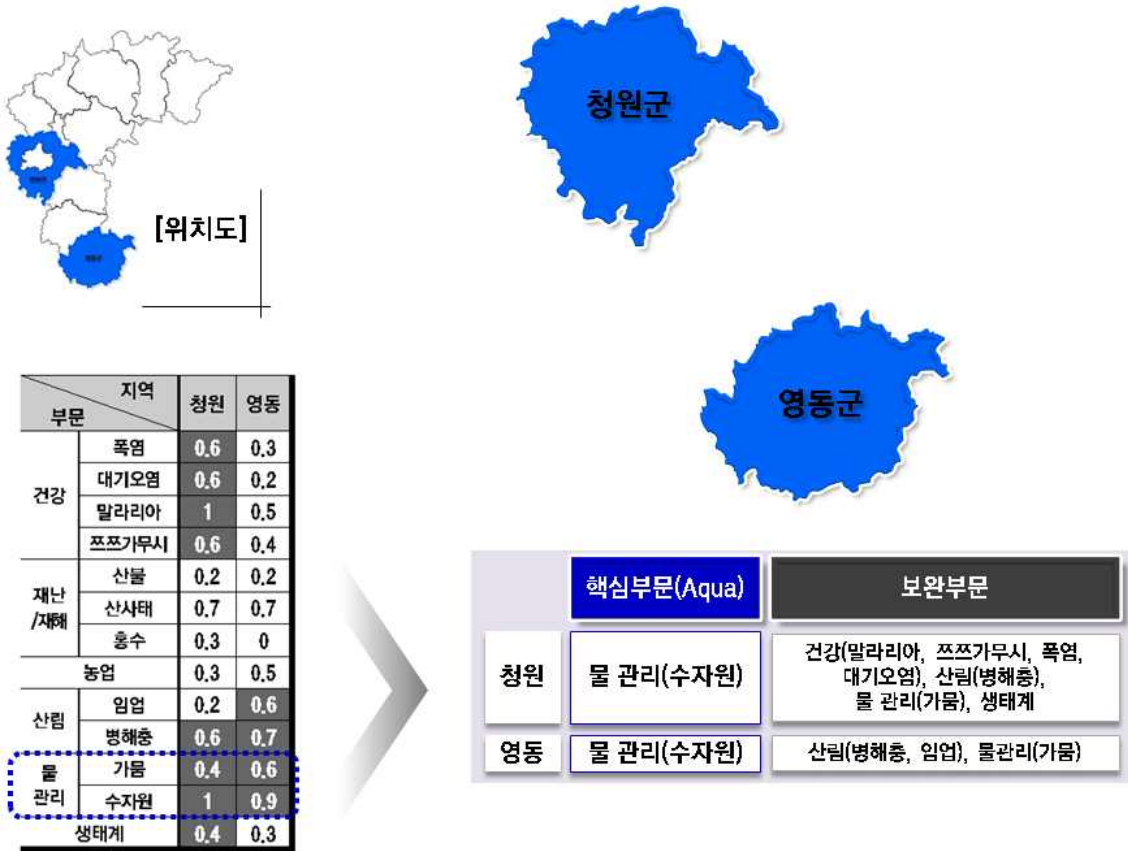 청원군
[위치도]
영동군
부문 지역 청원 영동
건강 폭염 0.6 0.3
대기오염 0.6 0.2
말라리아 1 0.5
쯔쯔가무시 0.6 0.4
재난
/재해
산불 0.2 0.2
산사태 0.7 0.7
홍수 0.3 0
농업 0.3 0.5
산림 임업 0.2 0.6
병해충 0.6 0.7
물
관리
가뭄 0.4 0.6
수자원 1 0.9
생태계 0.4 0.3
핵심부문(Aqua) 보완부문
청원 물 관리(수자원)
건강(말라리아, 쯔쯔가무시, 폭염,
대기오염), 산림(병해충),
물 관리(가뭄), 생태계
영동 물 관리(수자원) 산림(병해충, 임업), 물관리(가뭄)